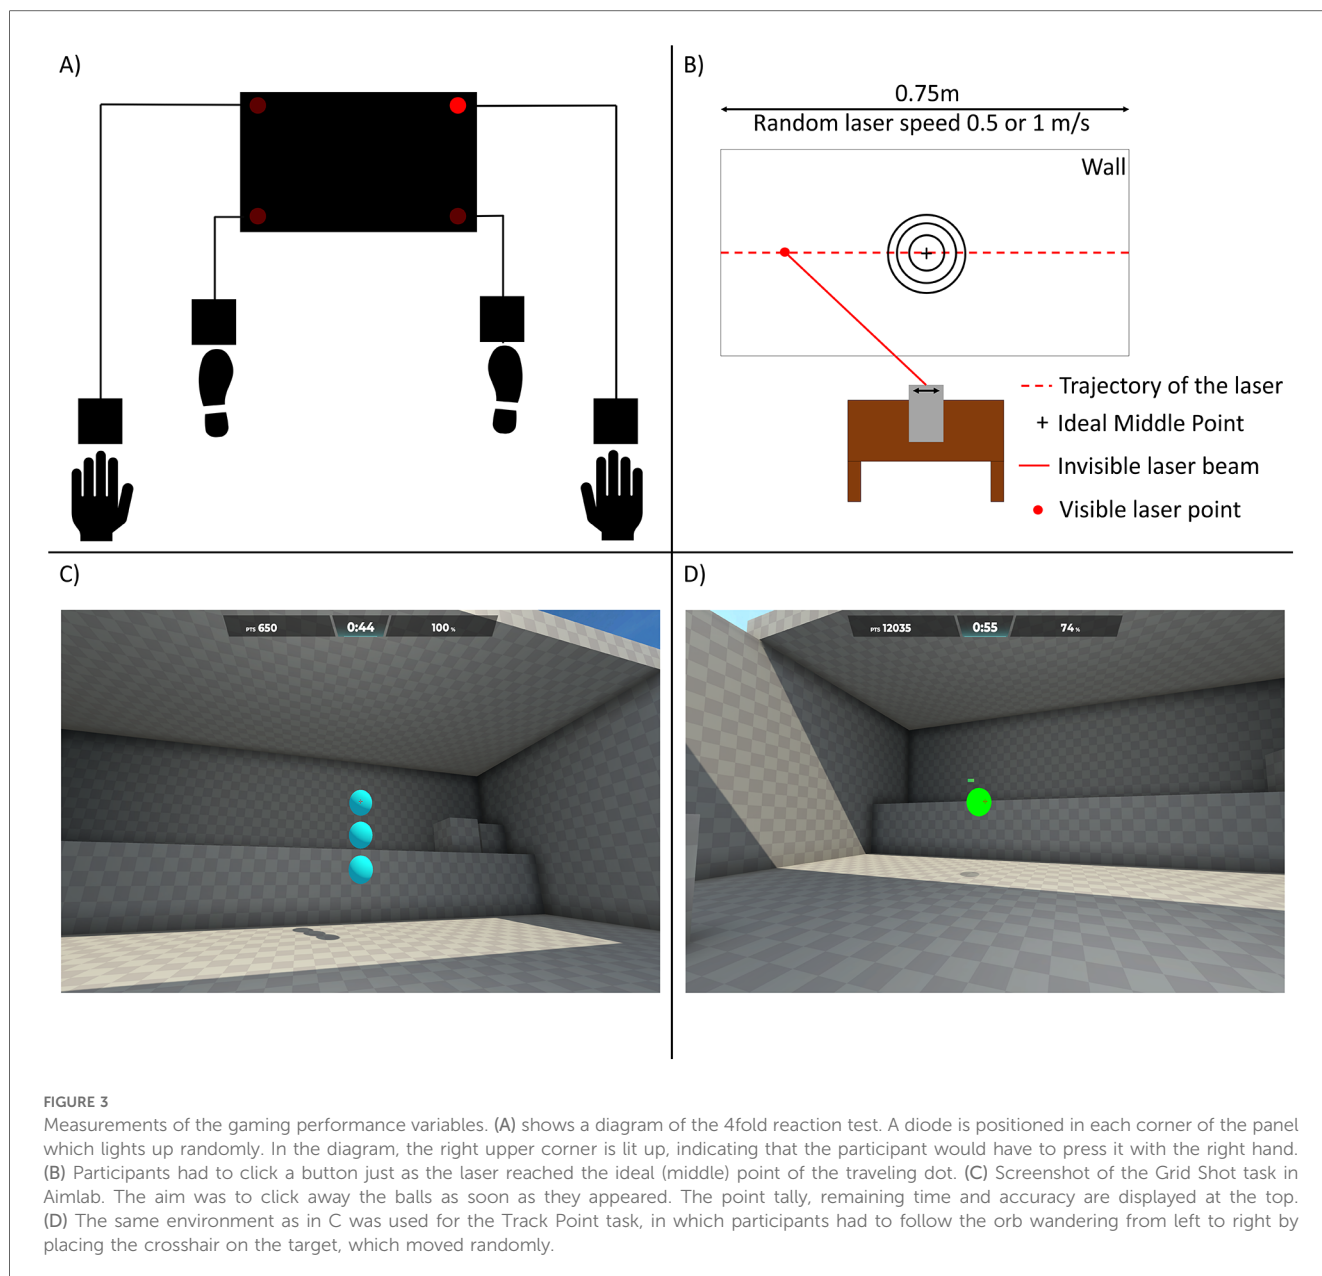 A)
B)
0.75m
Random laser speed 0.5 or 1 m/s
Wall
Trajectory of the laser
+ Ideal Middle Point
Invisible laser beam
Visible laser point
C)
D)
PTS 650 0:44 100 %
PTS 12035 0:55 74 %
FIGURE 3
Measurements of the gaming performance variables. (A) shows a diagram of the 4fold reaction test. A diode is positioned in each corner of the panel
which lights up randomly. In the diagram, the right upper corner is lit up, indicating that the participant would have to press it with the right hand.
(B) Participants had to click a button just as the laser reached the ideal (middle) point of the traveling dot. (C) Screenshot of the Grid Shot task in
Aimlab. The aim was to click away the balls as soon as they appeared. The point tally, remaining time and accuracy are displayed at the top.
(D) The same environment as in C was used for the Track Point task, in which participants had to follow the orb wandering from left to right by
placing the crosshair on the target, which moved randomly.